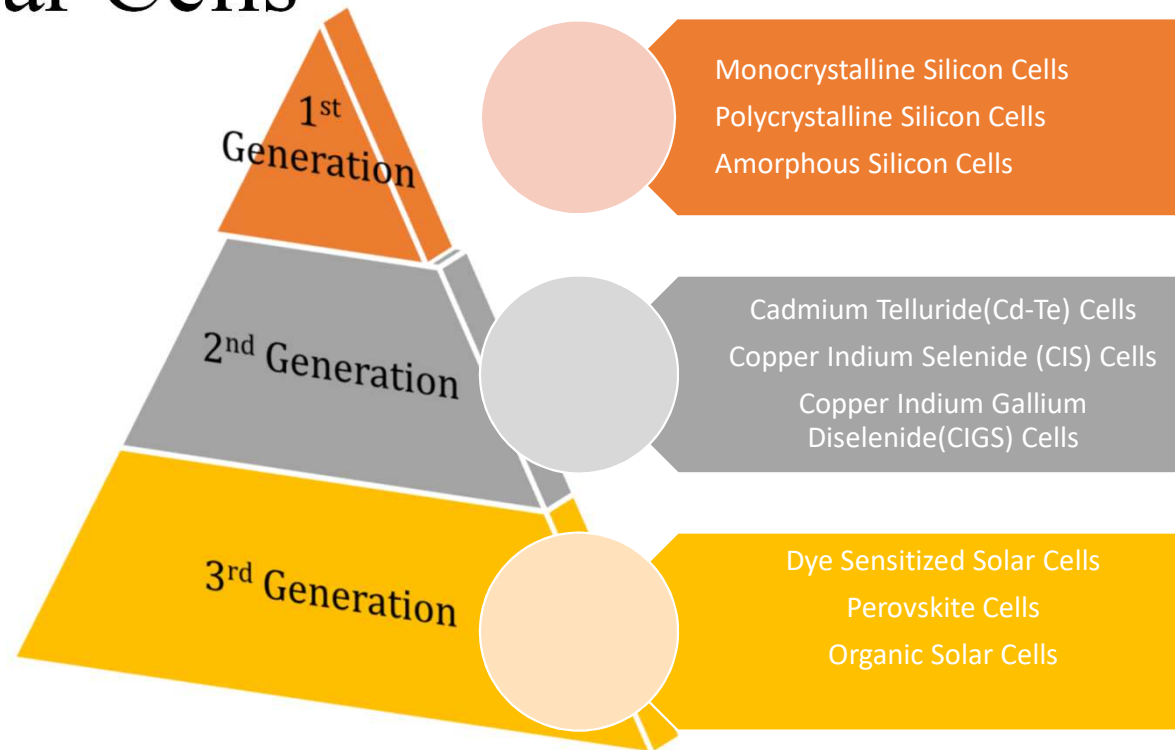 1st
Generation
Monocrystalline Silicon Cells
Polycrystalline Silicon Cells
Amorphous Silicon Cells
2nd Generation
Cadmium Telluride(Cd-Te) Cells
Copper Indium Selenide (CIS) Cells
Copper Indium Gallium
Diselenide(CIGS) Cells
3rd Generation
Dye Sensitized Solar Cells
Perovskite Cells
Organic Solar Cells